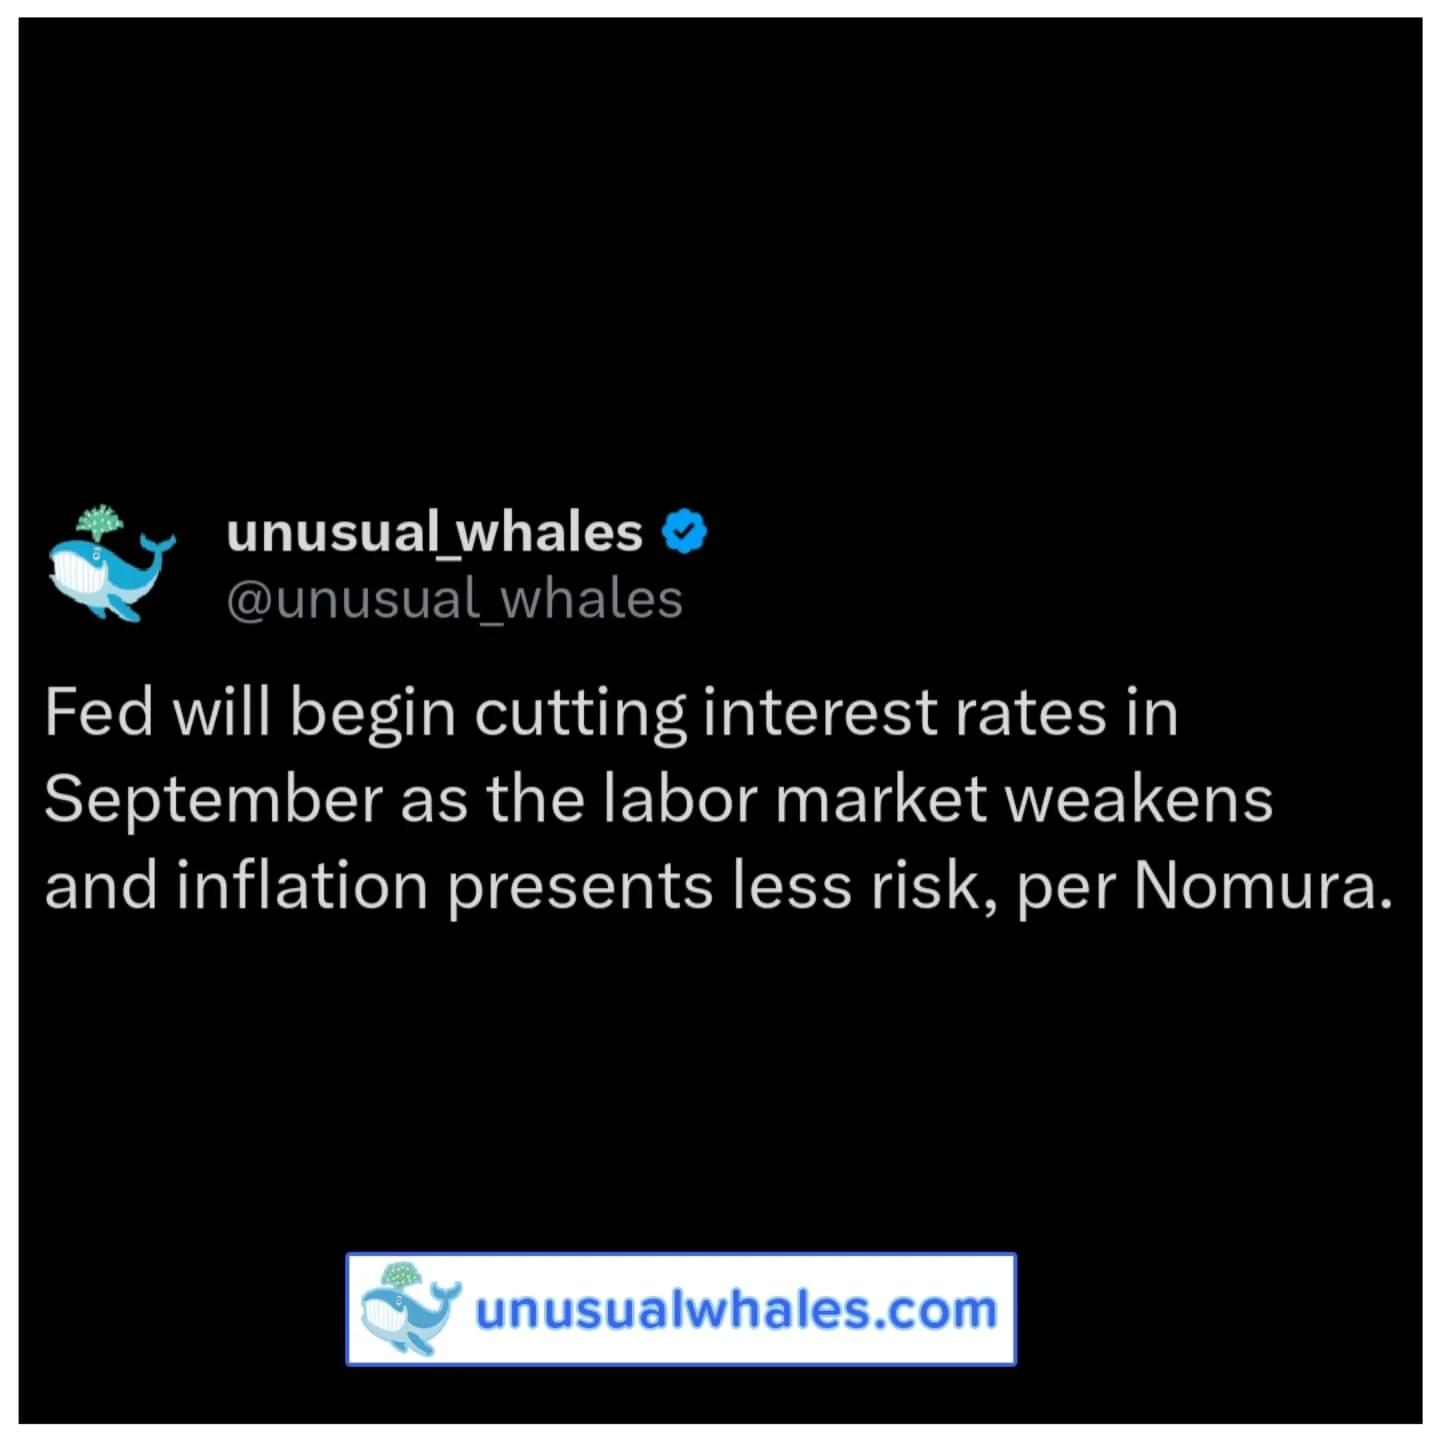 unusual_whales
@unusual_whales
Fed will begin cutting interest rates in
September as the labor market weakens
and inflation presents less risk, per Nomura.
unusualwhales.com